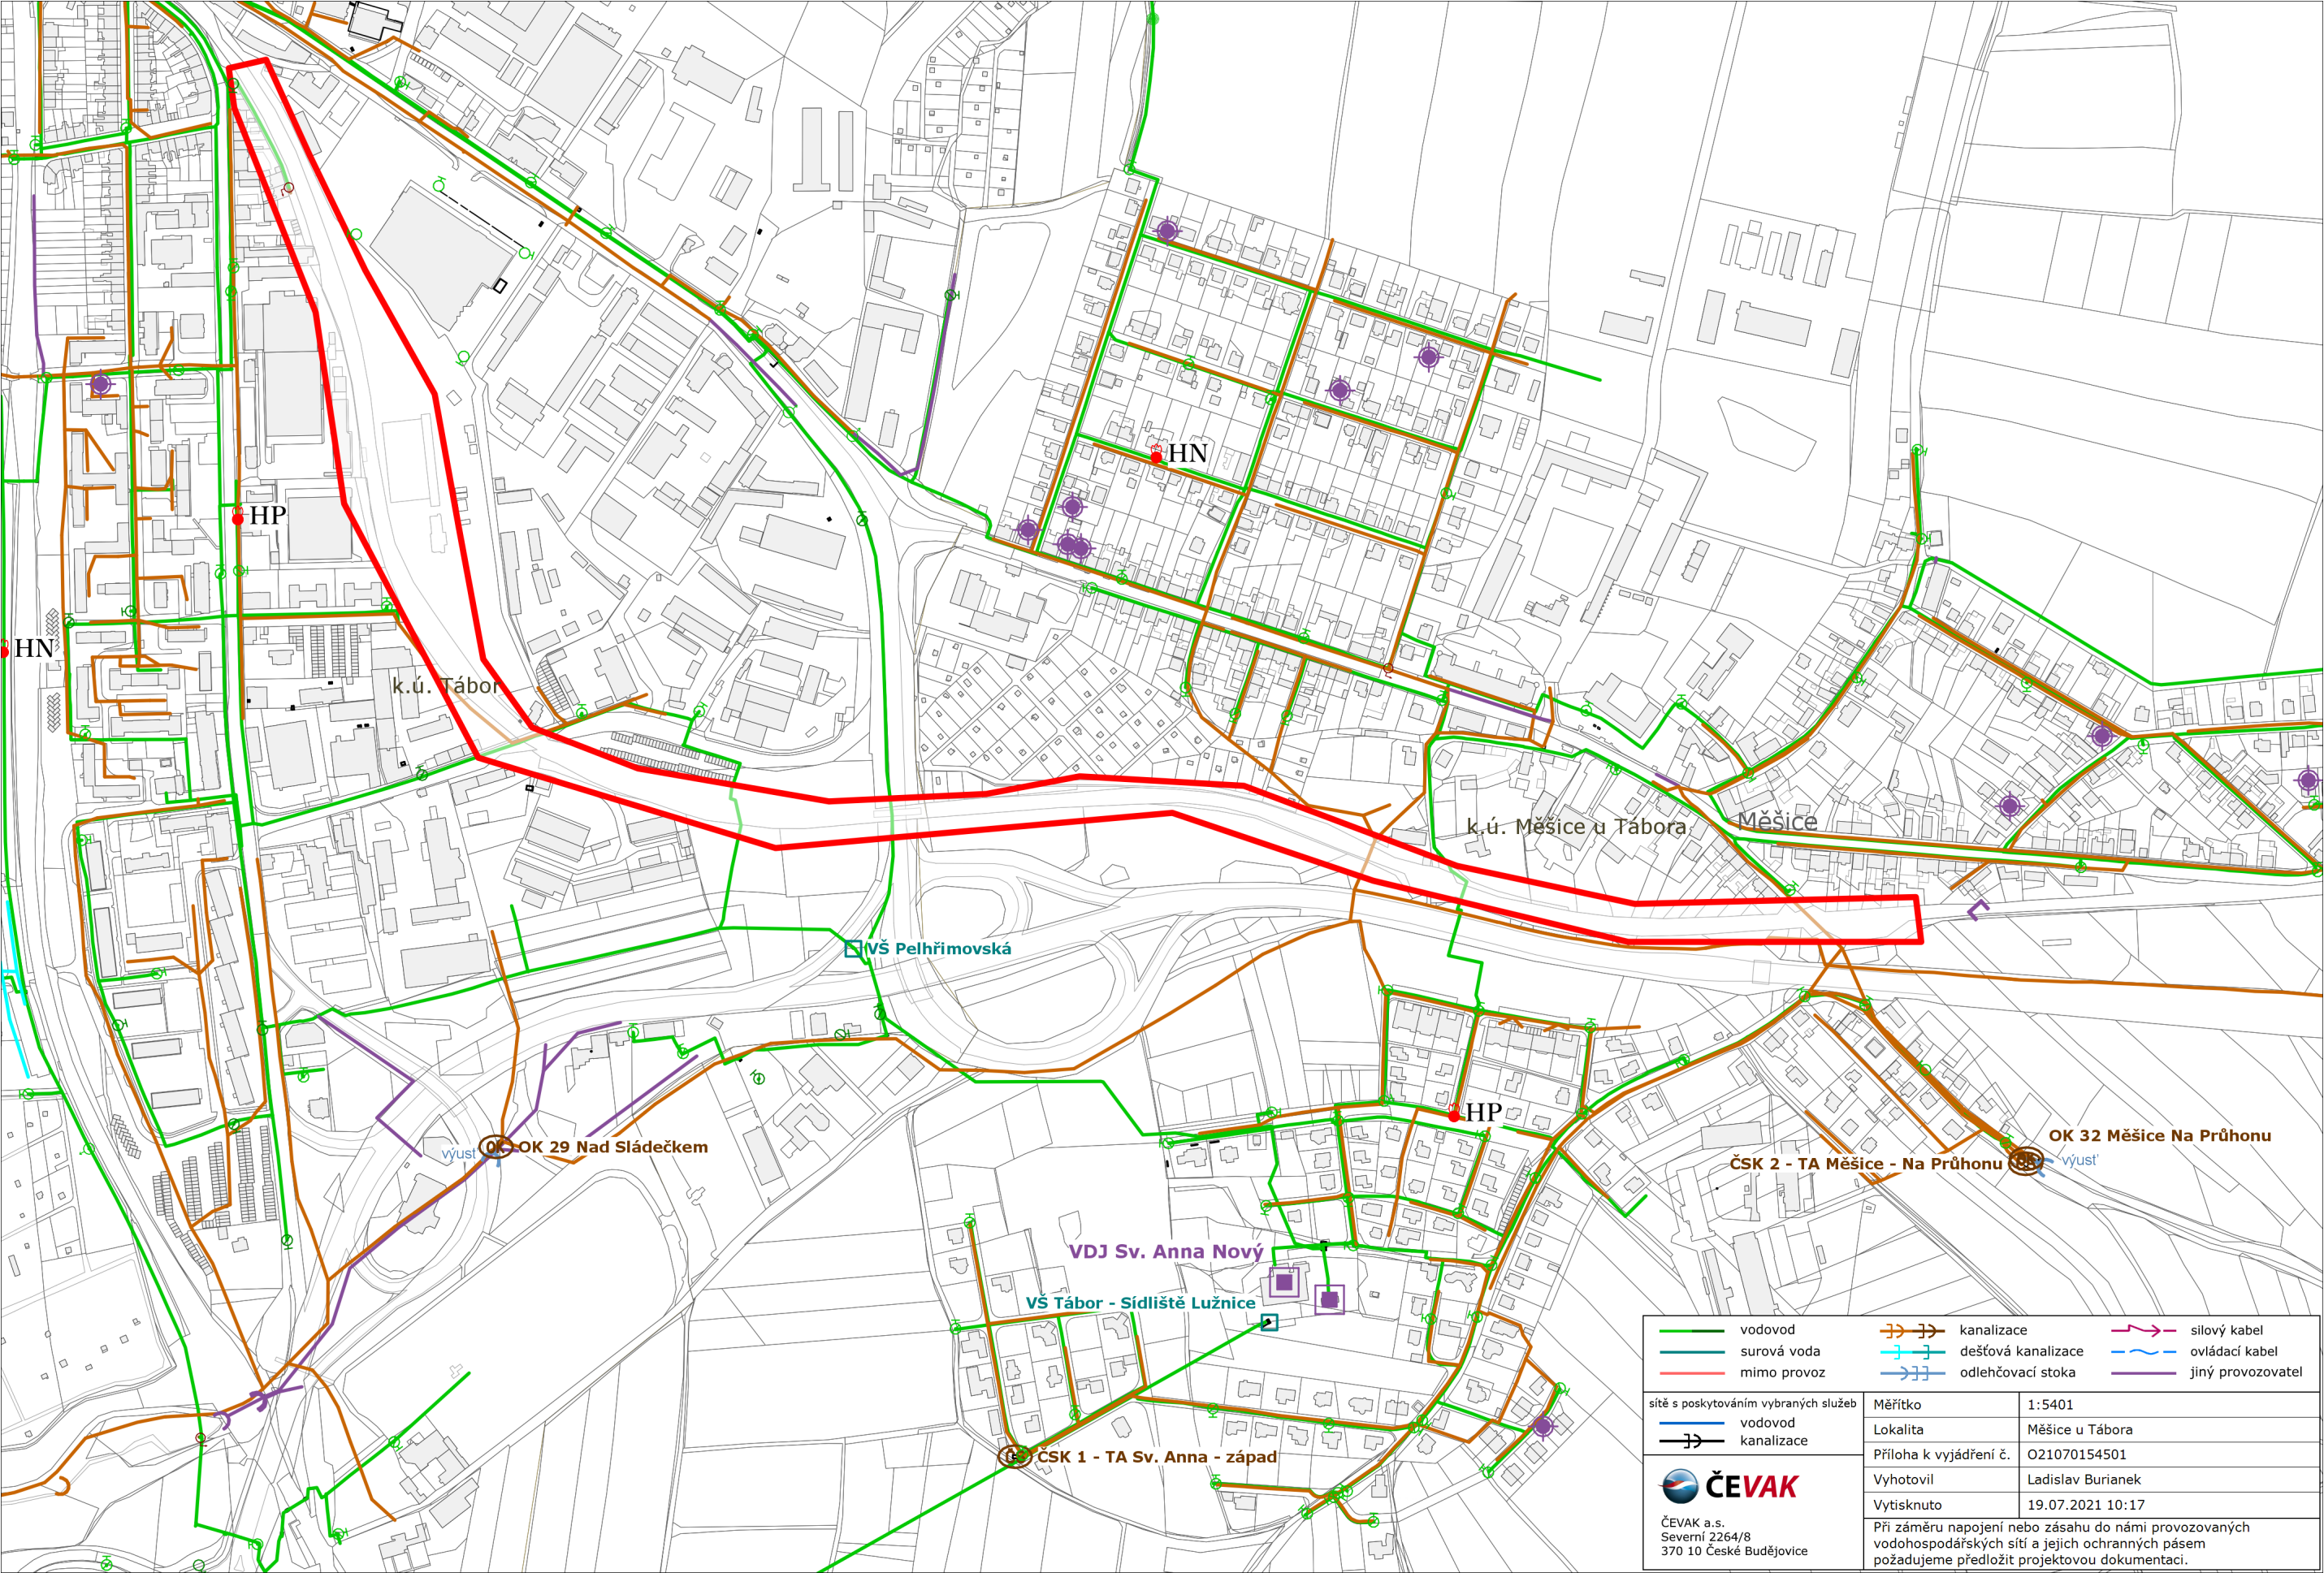 HN
HP
HN
k.ú. Tábor
k.ú. Měšice u Tábora
Měšice
VŠ Pelhřimovská
HP
OK OK 29 Nad Sládečkem
výust
OK 32 Měšice Na Průhonu
ČSK 2 - TA Měšice - Na Průhonu
výusť
VDJ Sv. Anna Nový
VŠ Tábor - Sídliště Lužnice
ČSK 1 - TA Sv. Anna - západ
vodovod
kanalizace
silový kabel
surová voda
dešťová kanalizace
ovládací kabel
mimo provoz
odlehčovací stoka
jiný provozovatel
sítě s poskytováním vybraných služeb
vodovod
kanalizace
Měřítko 1:5401
Lokalita Měšice u Tábora
Příloha k vyjádření č. O21070154501
Vyhotovil Ladislav Burianek
Vytisknuto 19.07.2021 10:17
ČEVAK
ČEVAK a.s.
Severní 2264/8
370 10 České Budějovice
Při záměru napojení nebo zásahu do námi provozovaných
vodohospodářských sítí a jejich ochranných pásem
požadujeme předložit projektovou dokumentaci.